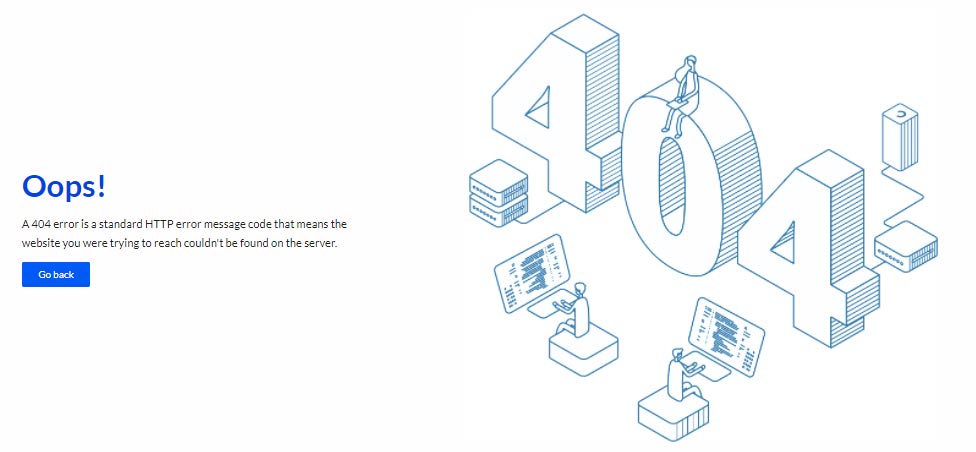 Oops!
A 404 error is a standard HTTP error message code that means the
website you were trying to reach couldn't be found on the server.
Go back
404